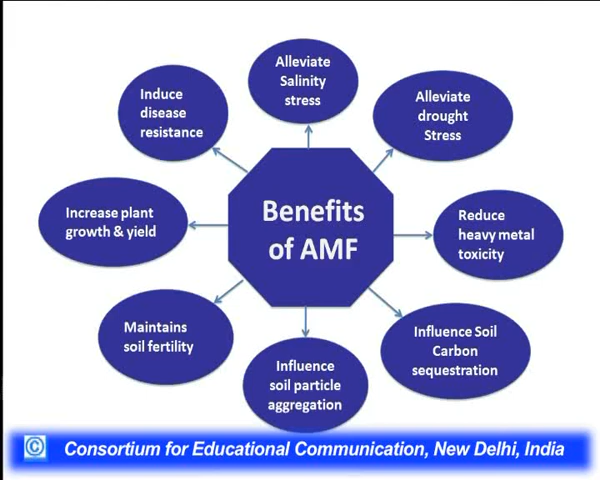 Benefits
of AMF
Alleviate
Salinity
stress
Alleviate
drought
Stress
Reduce
heavy metal
toxicity
Influence Soil
Carbon
sequestration
Influence
soil particle
aggregation
Maintains
soil fertility
Increase plant
growth & yield
Induce
disease
resistance
© Consortium for Educational Communication, New Delhi, India